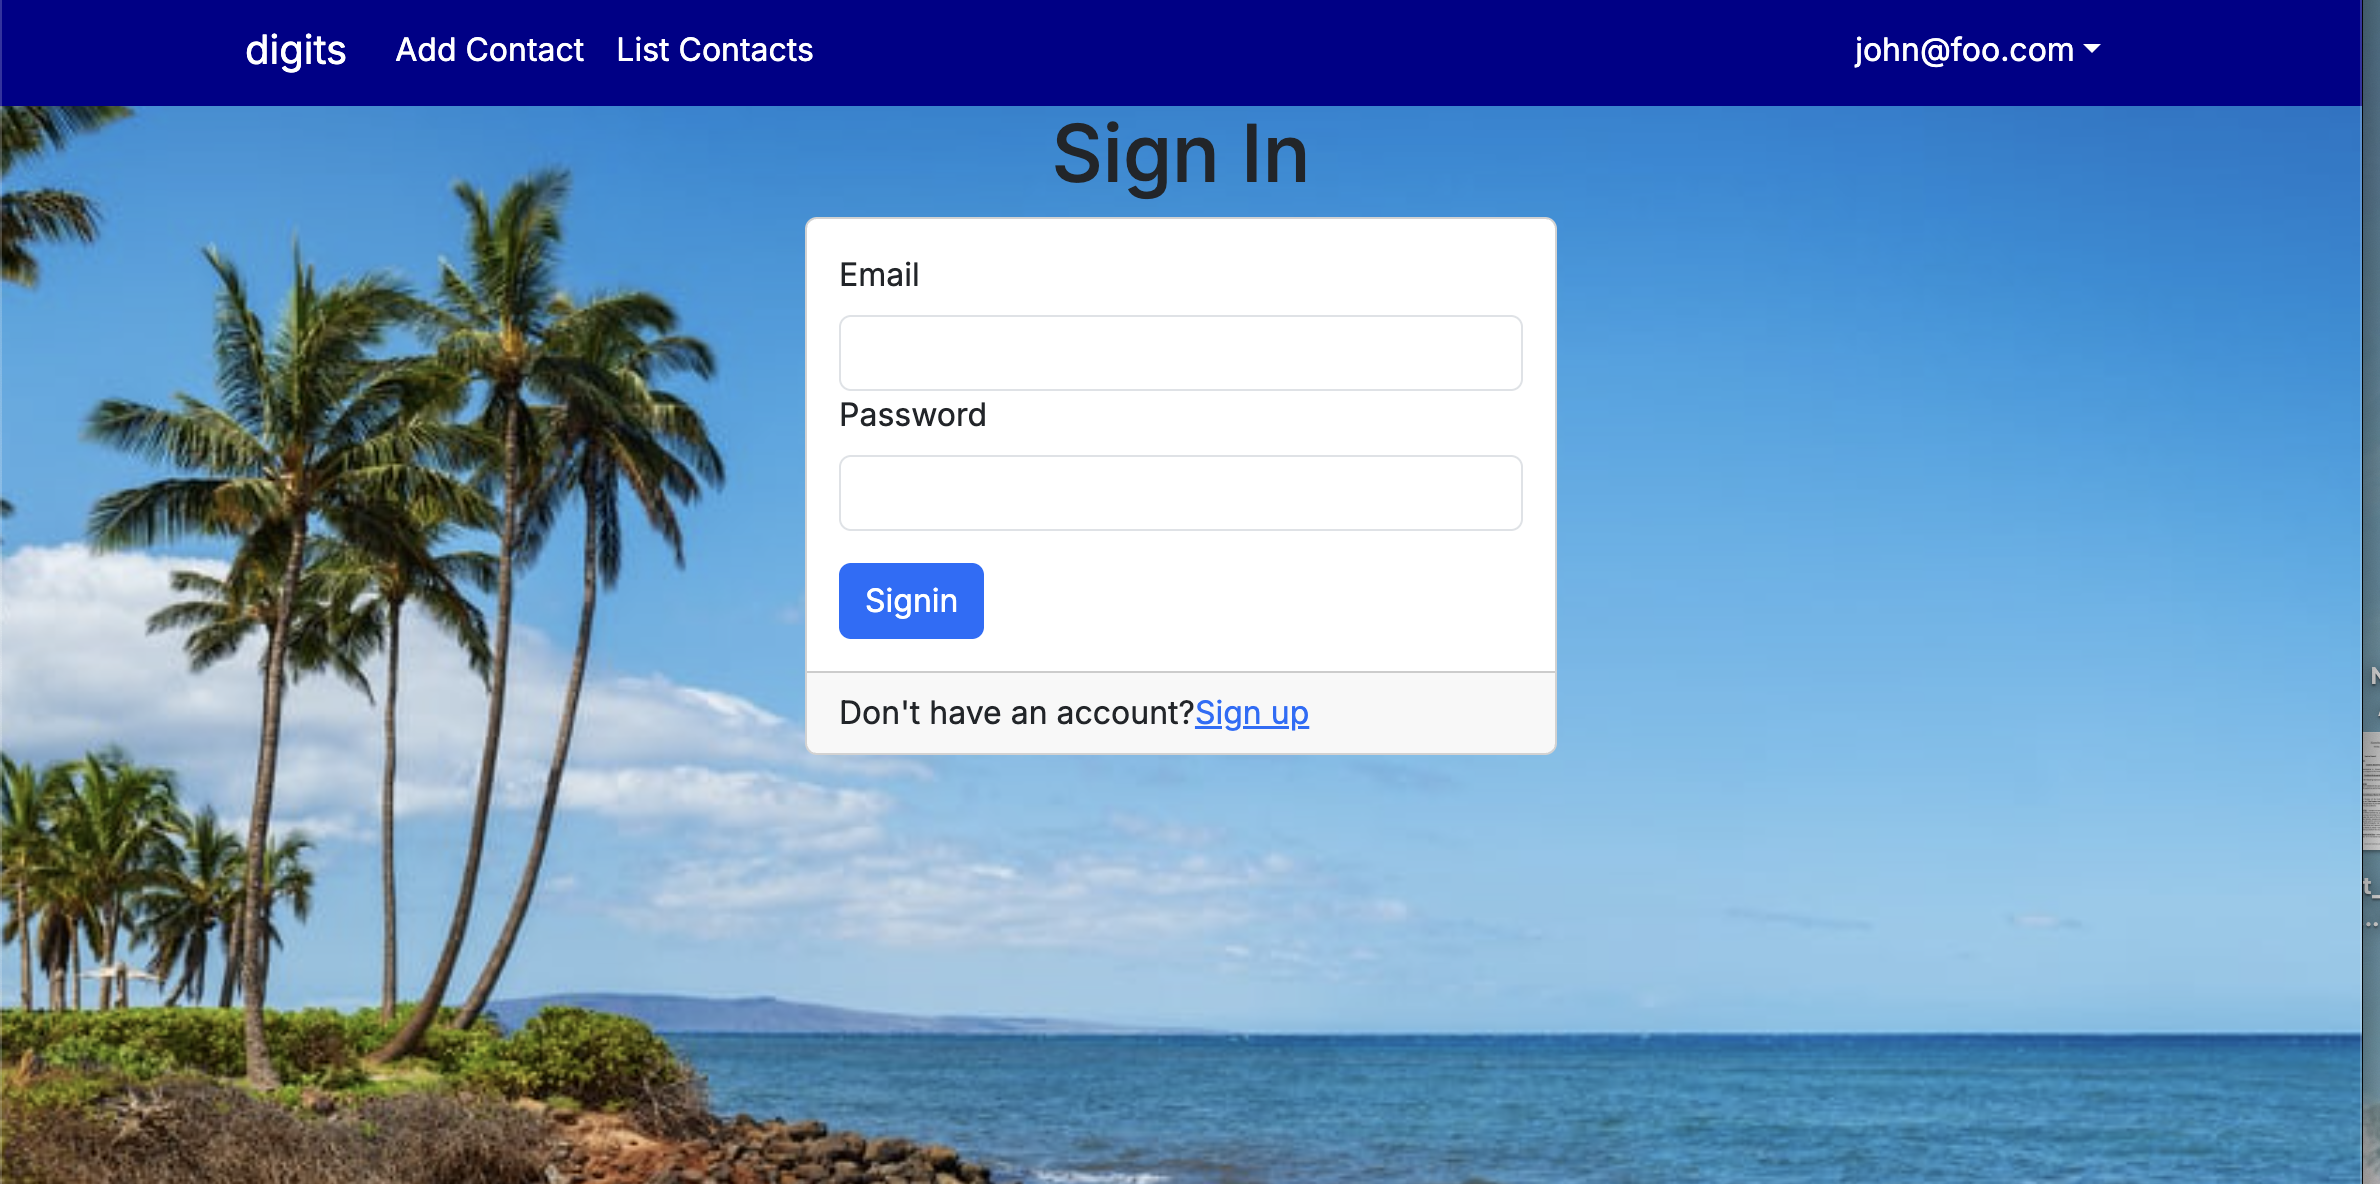 digits Add Contact List Contacts john@foo.com
Sign In
Email
Password
Signin
Don't have an account?Sign up